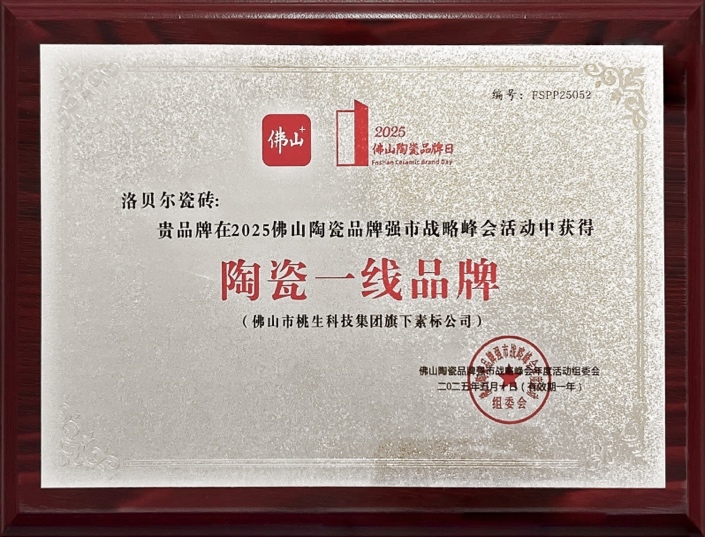 编号：FSPP25052
佛山+
2025
佛山陶瓷品牌日
Foshan Ceramic Brand Day
洛贝尔瓷砖:
贵品牌在2025佛山陶瓷品牌强市战略峰会活动中获得
陶瓷一线品牌
（佛山市桃生科技集团旗下素标公司）
佛山陶瓷品牌强市战略峰会年度活动组委会
二〇二五年五月十日（有效期一年）
组委会